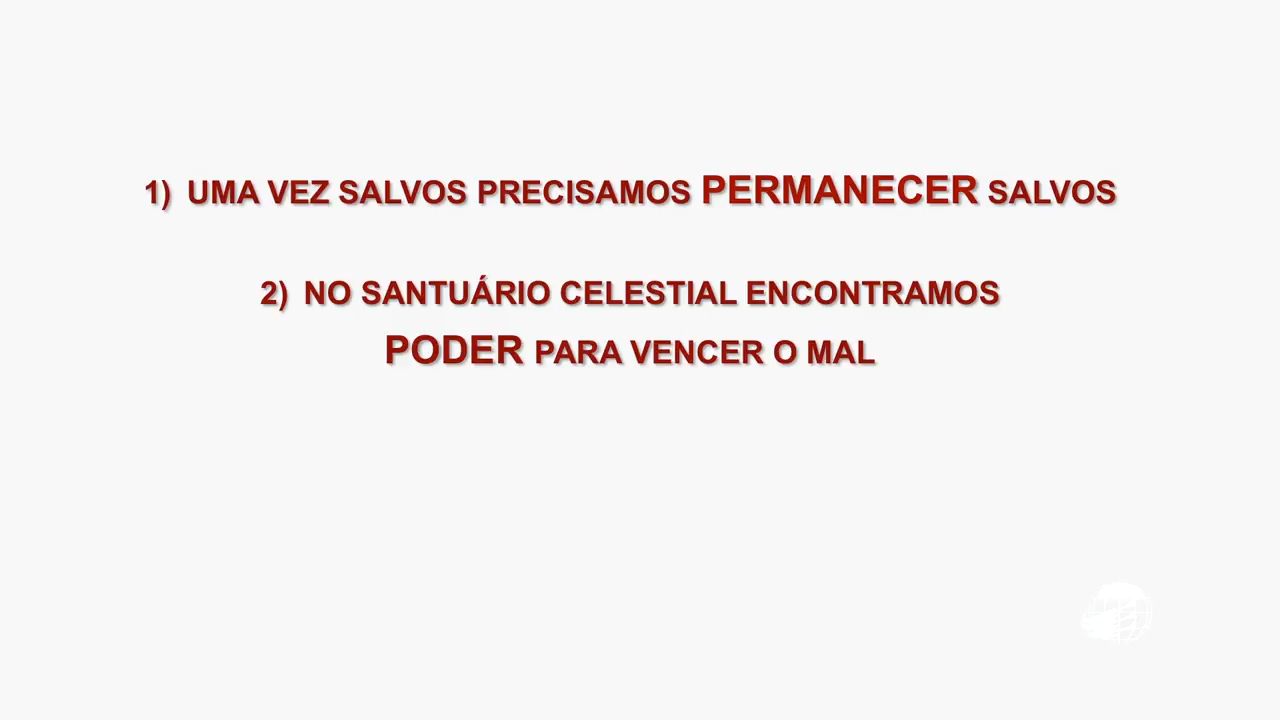 1) UMA VEZ SALVOS PRECISAMOS PERMANECER SALVOS
2) NO SANTUÁRIO CELESTIAL ENCONTRAMOS
PODER PARA VENCER O MAL